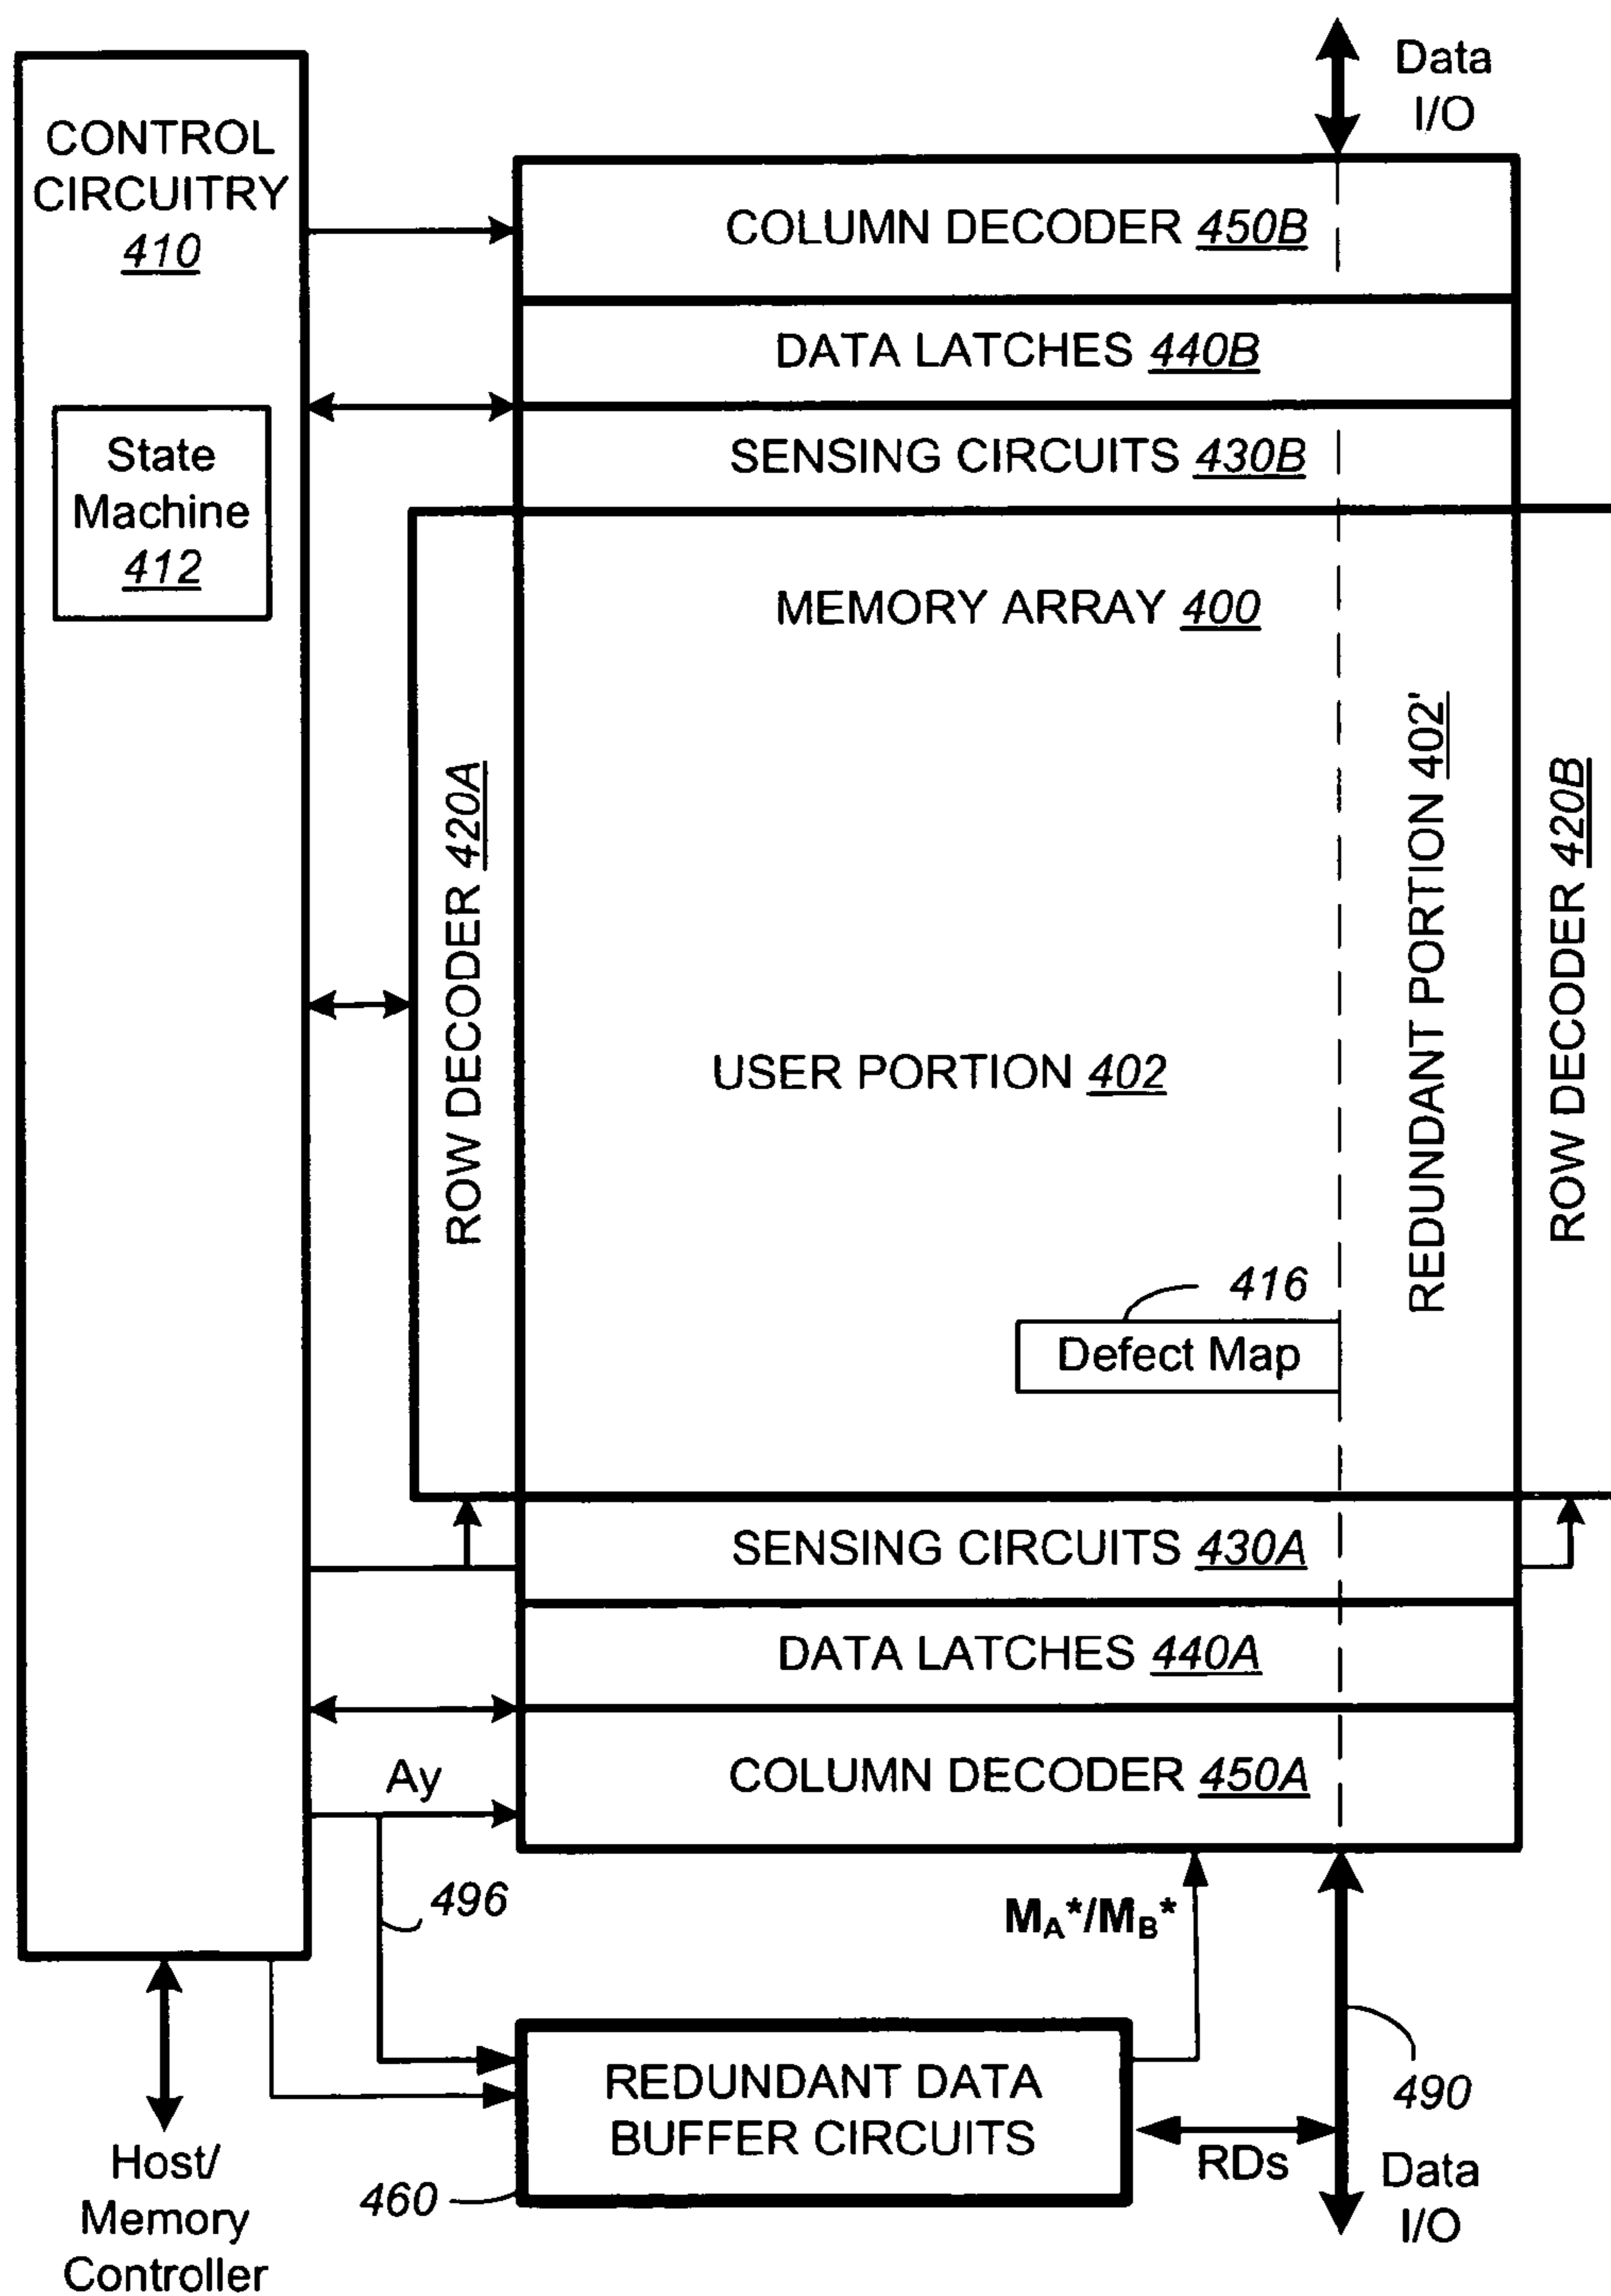 Data
I/O
CONTROL
CIRCUITRY
410
COLUMN DECODER 450B
DATA LATCHES 440B
State
Machine
412
SENSING CIRCUITS 430B
MEMORY ARRAY 400
ROW DECODER 420A
USER PORTION 402
REDUNDANT PORTION 402'
ROW DECODER 420B
416
Defect Map
SENSING CIRCUITS 430A
DATA LATCHES 440A
Ay
COLUMN DECODER 450A
496
MA*/MB*
REDUNDANT DATA
BUFFER CIRCUITS
460
RDs
490
Data
I/O
Host/
Memory
Controller